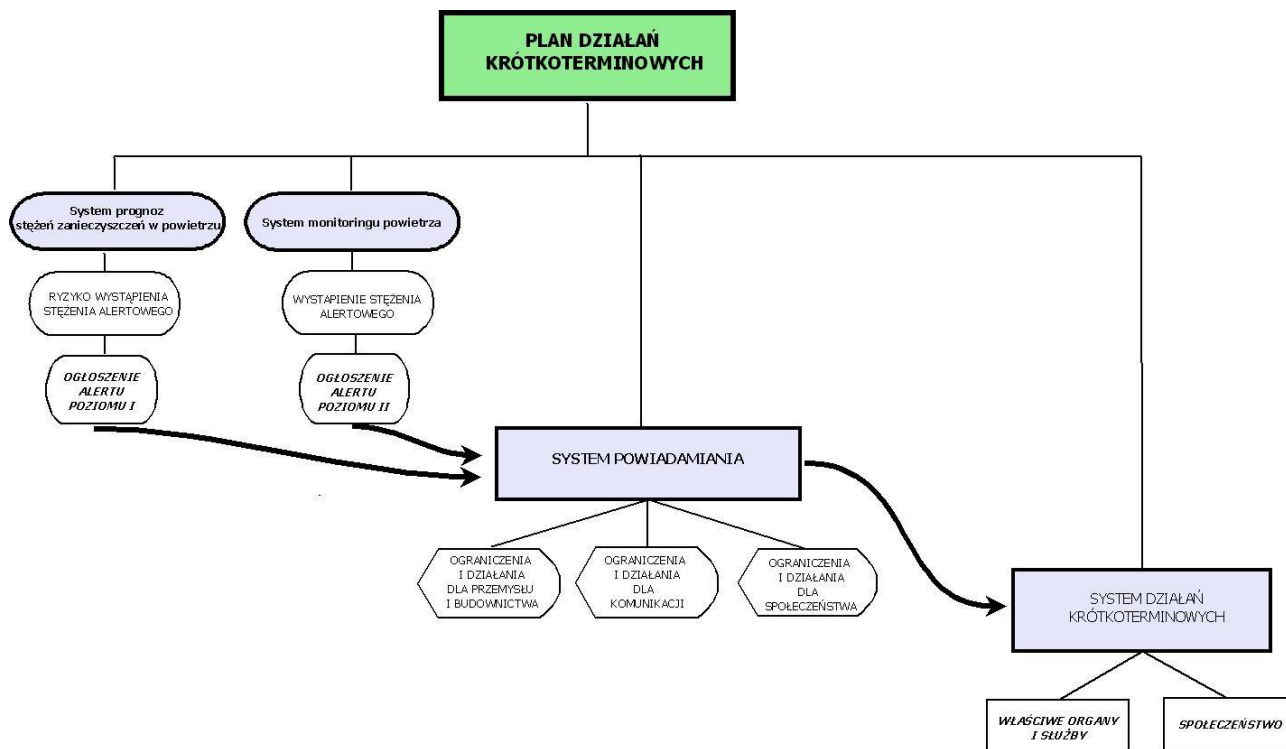 PLAN DZIAŁAŃ
KRÓTKOTERMINOWYCH
System prognoz
stężeń zanieczyszczeń w powietrzu
System monitoringu powietrza
RYZYKO WYSTĄPIENIA
STĘŻENIA ALERTOWEGO
WYSTAPIENIE STĘŻENIA
ALERTOWEGO
OGŁOSZENIE
ALERTU
POZIOMU I
OGŁOSZENIE
ALERTU
POZIOMU II
SYSTEM POWIADAMIANIA
OGRANICZENIA
I DZIAŁANIA
DLA PRZEMYSŁU
I BUDOWNICTWA
OGRANICZENIA
I DZIAŁANIA
DLA
KOMUNIKACJI
OGRANICZENIA
I DZIAŁANIA
DLA
SPOŁECZEŃSTWA
SYSTEM DZIAŁAŃ
KRÓTKOTERMINOWYCH
WŁAŚCIWE ORGANY
I SŁUŻBY
SPOŁECZEŃSTWO